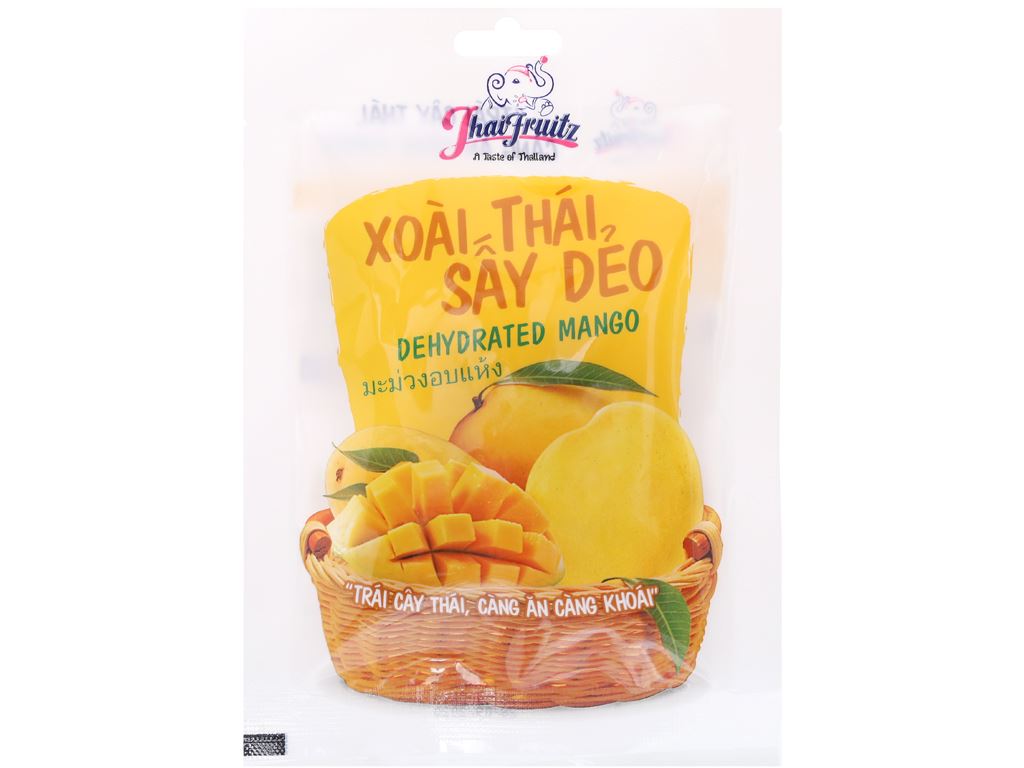 ThaiFruitz
A Taste of Thailand
XOÀI THÁI
SẤY DẺO
DEHYDRATED MANGO
มะม่วงอบแห้ง
"TRÁI CÂY THÁI, CÀNG ĂN CÀNG KHOÁI"